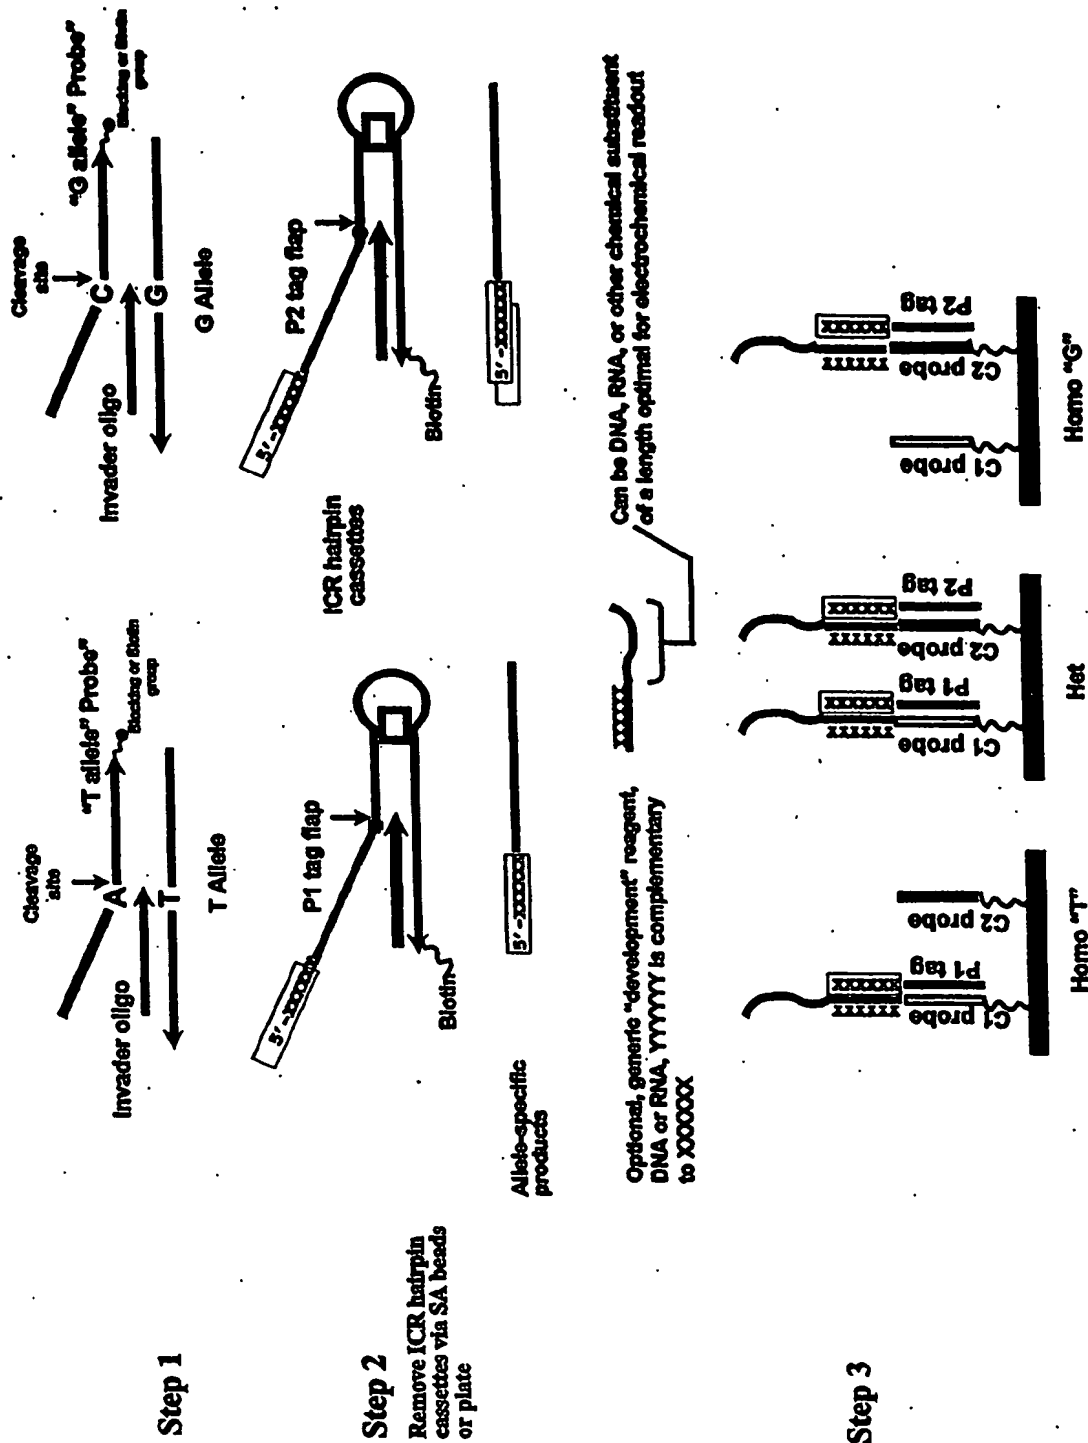 Step 1
Cleavage
site
"T allele" Probe"
Blocking or Biotin
group
A
Invader oligo
T
T Allele
Cleavage
site
"G allele" Probe"
Blocking or Biotin
group
C
Invader oligo
G
G Allele
Step 2
Remove ICR hairpin
cassettes via SA beads
or plate
P1 tag flap
5'-XXXXXX
Biotin
ICR hairpin
cassettes
P2 tag flap
5'-XXXXXX
Biotin
Allele-specific
products
5'-XXXXXX
5'-XXXXXX
Optional, generic "development" reagent,
DNA or RNA, YYYYYY is complementary
to XXXXXX
Can be DNA, RNA, or other chemical substituent
of a length optimal for electrochemical readout
Step 3
XXXXXX
XXXXXX
C1 probe
P1 tag
C2 probe
Homo "T"
XXXXXX
XXXXXX
C1 probe
P1 tag
XXXXXX
XXXXXX
C2 probe
P2 tag
Het
C1 probe
XXXXXX
XXXXXX
C2 probe
P2 tag
Homo "G"